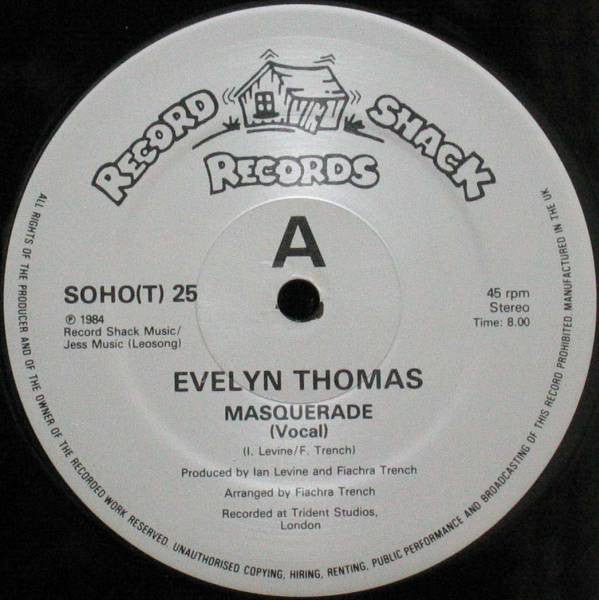 RECORD SHACK
RECORDS
A
SOHO(T) 25
℗ 1984
Record Shack Music/
Jess Music (Leosong)
45 rpm
Stereo
Time: 8.00
EVELYN THOMAS
MASQUERADE
(Vocal)
(I. Levine/F. Trench)
Produced by Ian Levine and Fiachra Trench
Arranged by Fiachra Trench
Recorded at Trident Studios,
London
ALL RIGHTS OF THE PRODUCER AND OF THE OWNER OF THE RECORDED WORK RESERVED. UNAUTHORISED COPYING, HIRING, RENTING, PUBLIC PERFORMANCE AND BROADCASTING OF THIS RECORD PROHIBITED MANUFACTURED IN THE UK.